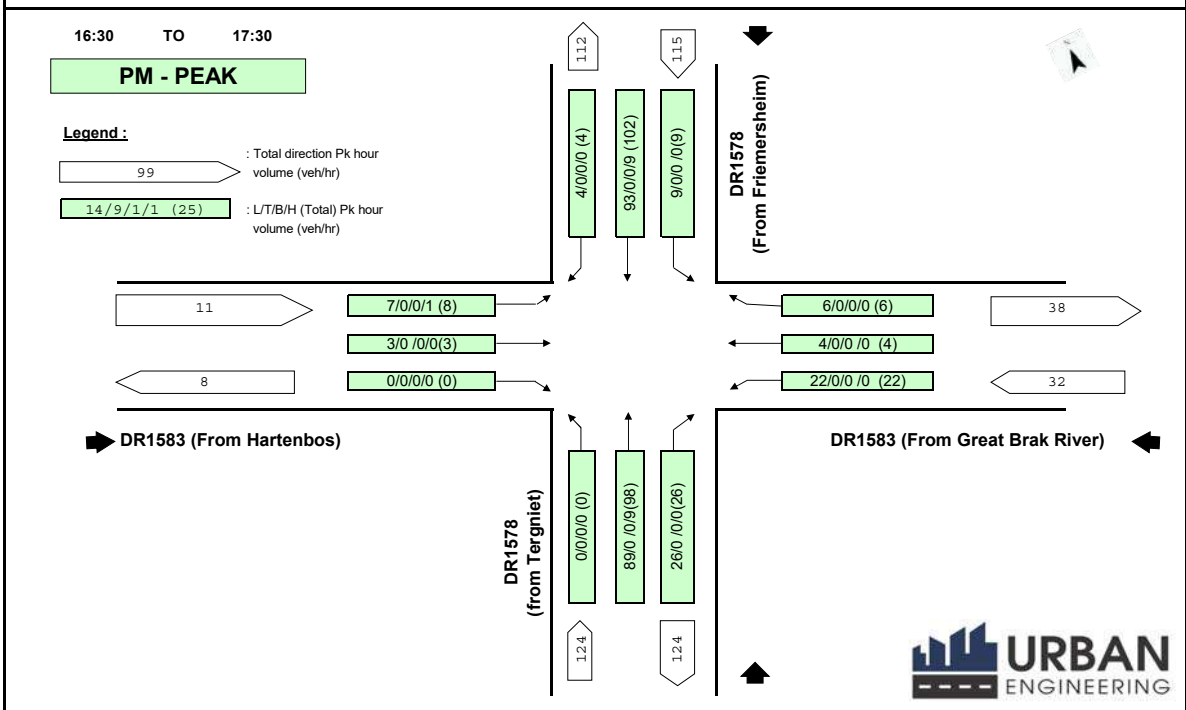 16:30 TO 17:30
PM - PEAK
Legend :
99
: Total direction Pk hour
volume (veh/hr)
14/9/1/1 (25)
: L/T/B/H (Total) Pk hour
volume (veh/hr)
112
115
4/0/0/0 (4)
93/0/0/9 (102)
9/0/0 /0(9)
DR1578
(From Friemersheim)
11
7/0/0/1 (8)
3/0 /0/0(3)
0/0/0/0 (0)
8
6/0/0/0 (6)
4/0/0 /0 (4)
22/0/0 /0 (22)
38
32
DR1583 (From Hartenbos)
DR1583 (From Great Brak River)
DR1578
(from Tergniet)
0/0/0/0 (0)
89/0 /0/9(98)
26/0 /0/0(26)
124
124
URBAN
ENGINEERING